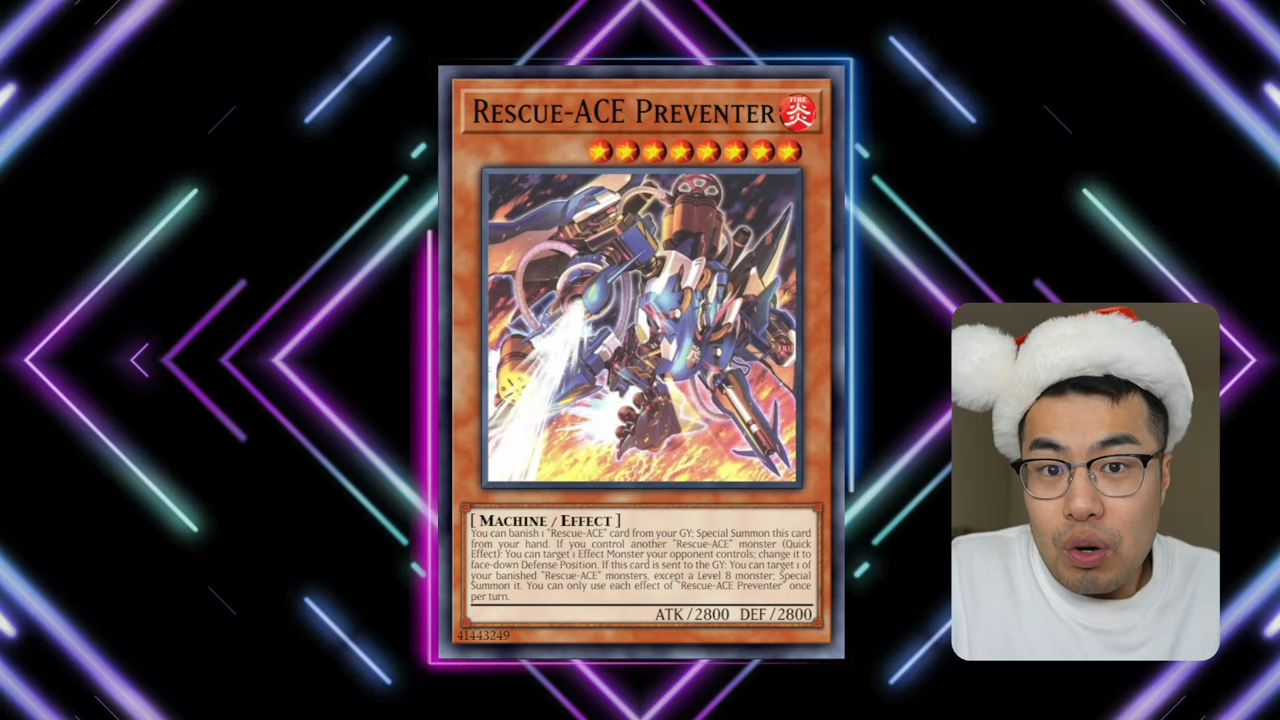 RESCUE-ACE PREVENTER
FIRE
炎
[ MACHINE / EFFECT ]
You can banish 1 "Rescue-ACE" card from your GY; Special Summon this card
from your hand. If you control another "Rescue-ACE" monster (Quick
Effect): You can target 1 Effect Monster your opponent controls; change it to
face-down Defense Position. If this card is sent to the GY: You can target 1 of
your banished "Rescue-ACE" monsters, except a Level 8 monster; Special
Summon it. You can only use each effect of "Rescue-ACE Preventer" once
per turn.
ATK/2800 DEF/2800
41443249